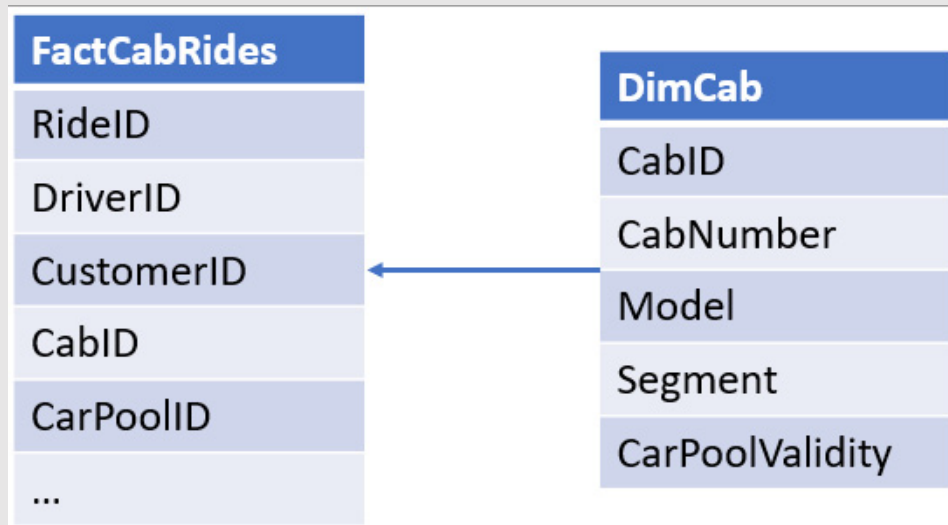 FactCabRides
RideID
DriverID
CustomerID
CabID
CarPoolID
...
DimCab
CabID
CabNumber
Model
Segment
CarPoolValidity